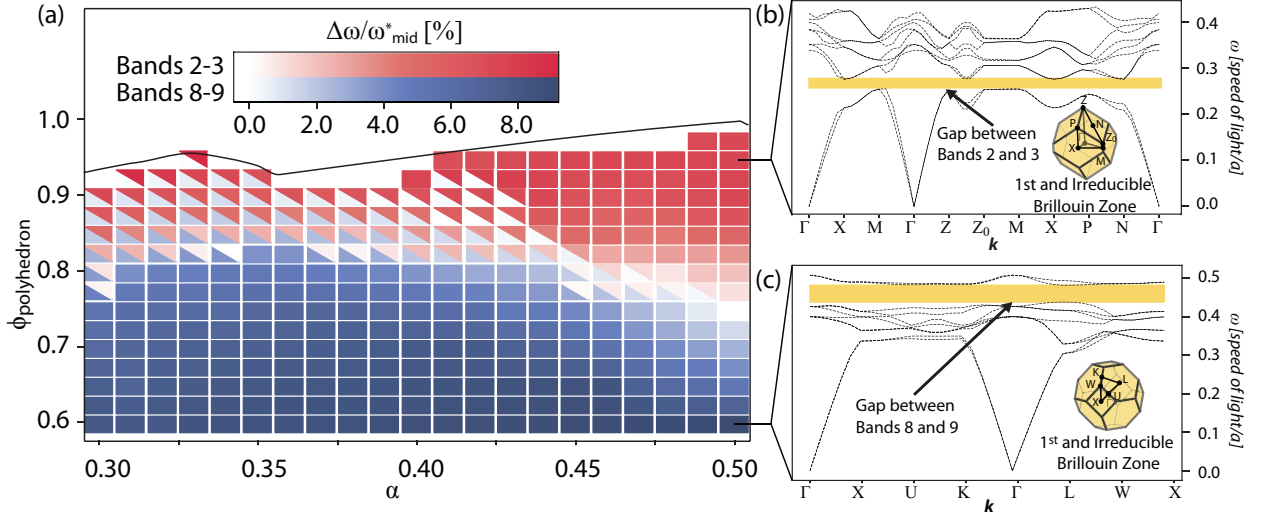 (a)
Δω/ω*mid [%]
Bands 2-3
Bands 8-9
0.0 2.0 4.0 6.0 8.0
ϕpolyhedron
1.0
0.9
0.8
0.7
0.6
0.30 0.35 0.40 0.45 0.50
α
(b)
0.4
0.3
0.2
0.1
0.0
ω [speed of light/a]
Gap between
Bands 2 and 3
Z
P N
Z0
X
M
1st and Irreducible
Brillouin Zone
Γ X M Γ Z Z0 M X P N Γ
k
(c)
0.5
0.4
0.3
0.2
0.1
0.0
ω [speed of light/a]
Gap between
Bands 8 and 9
K
W L
U
X
Γ
1st and Irreducible
Brillouin Zone
Γ X U K Γ L W X
k